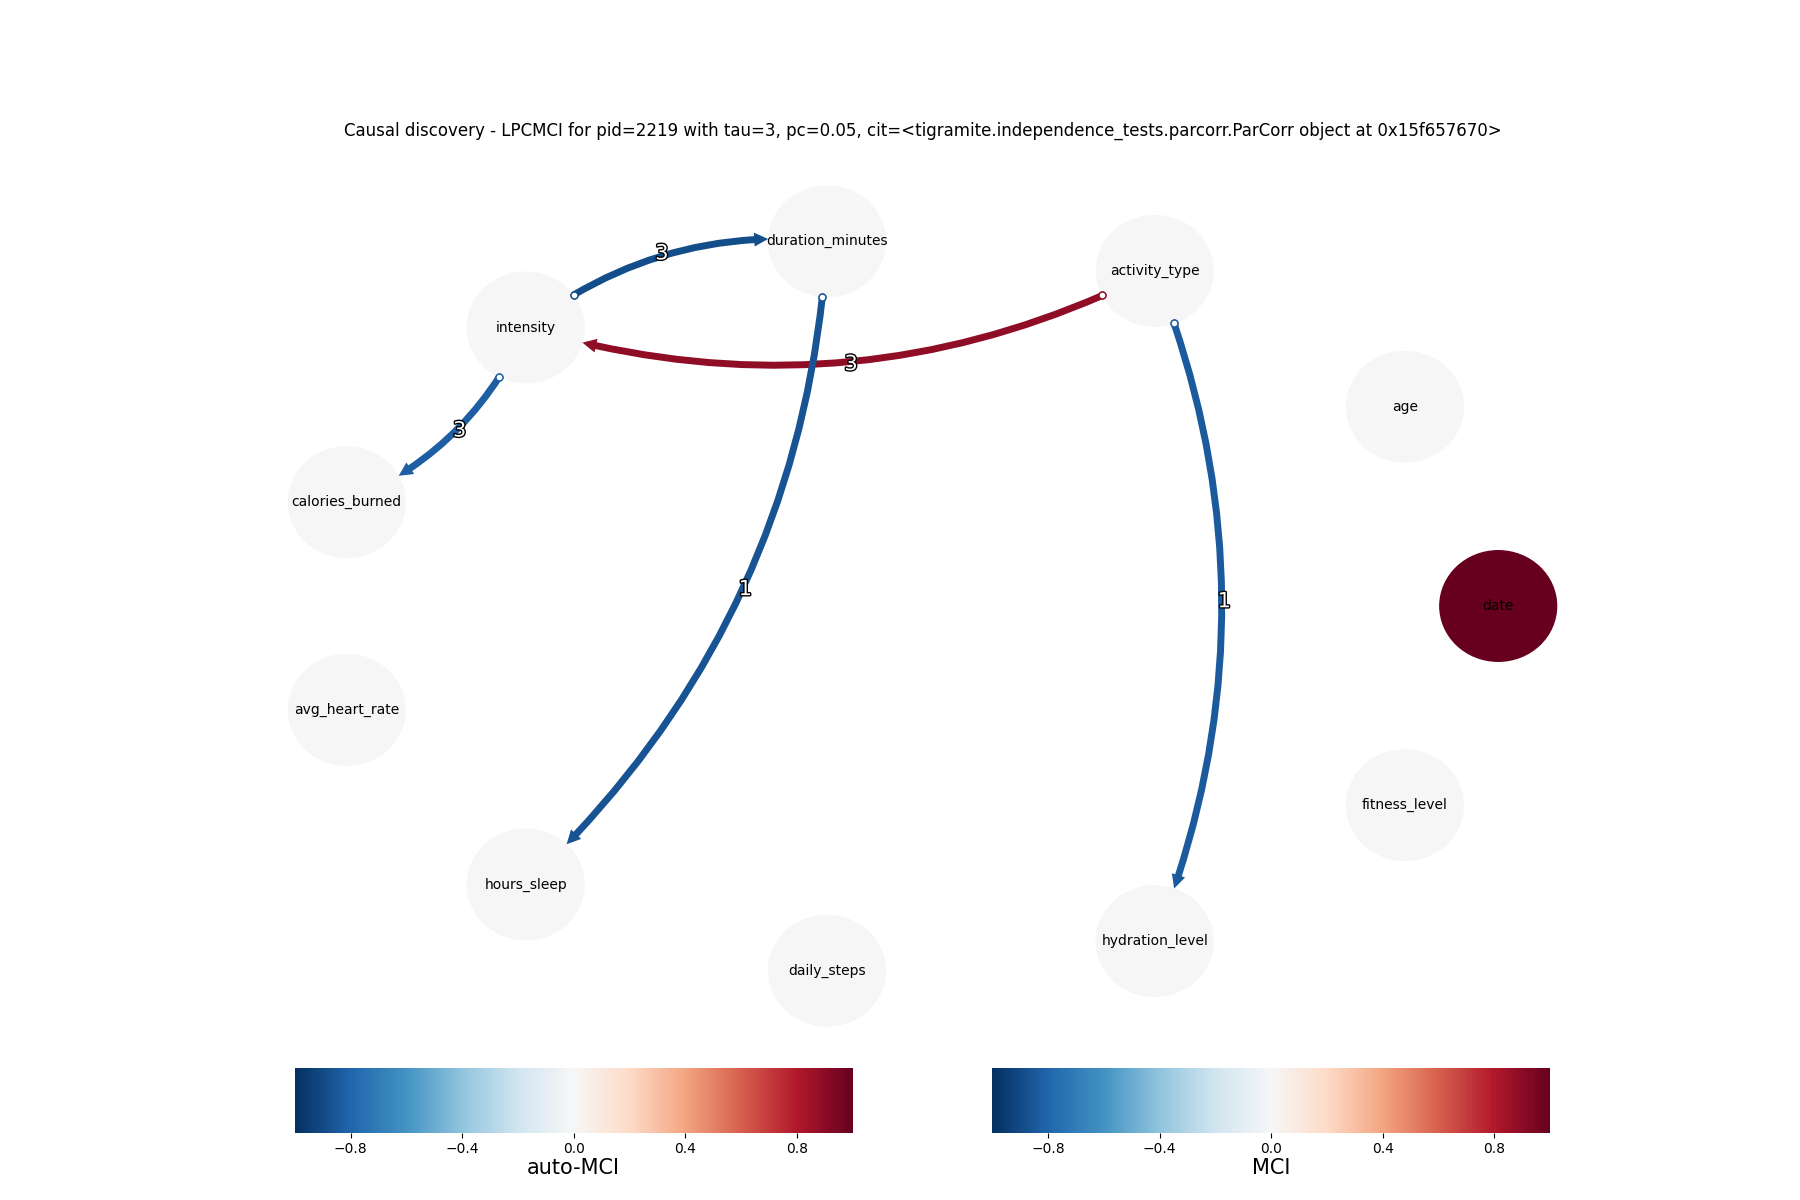 Causal discovery - LPCMCI for pid=2219 with tau=3, pc=0.05, cit=<tigramite.independence_tests.parcorr.ParCorr object at 0x15f657670>
duration_minutes
3
activity_type
intensity
3
age
3
calories_burned
1
1
date
avg_heart_rate
fitness_level
hours_sleep
hydration_level
daily_steps
−0.8 −0.4 0.0 0.4 0.8
auto-MCI
−0.8 −0.4 0.0 0.4 0.8
MCI